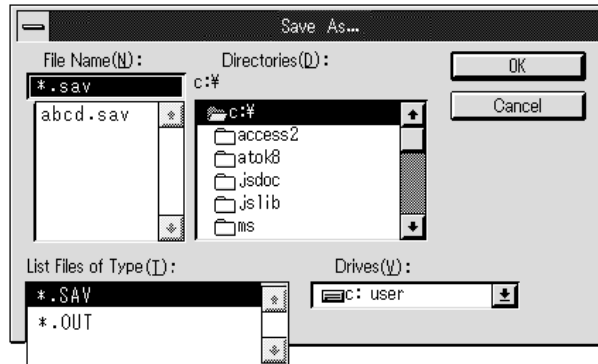 Save As...
File Name(N):
*.sav
abcd.sav
Directories(D):
c:¥
c:¥
access2
atok8
jsdoc
jslib
ms
OK
Cancel
List Files of Type(T):
*.SAV
*.OUT
Drives(V):
c: user